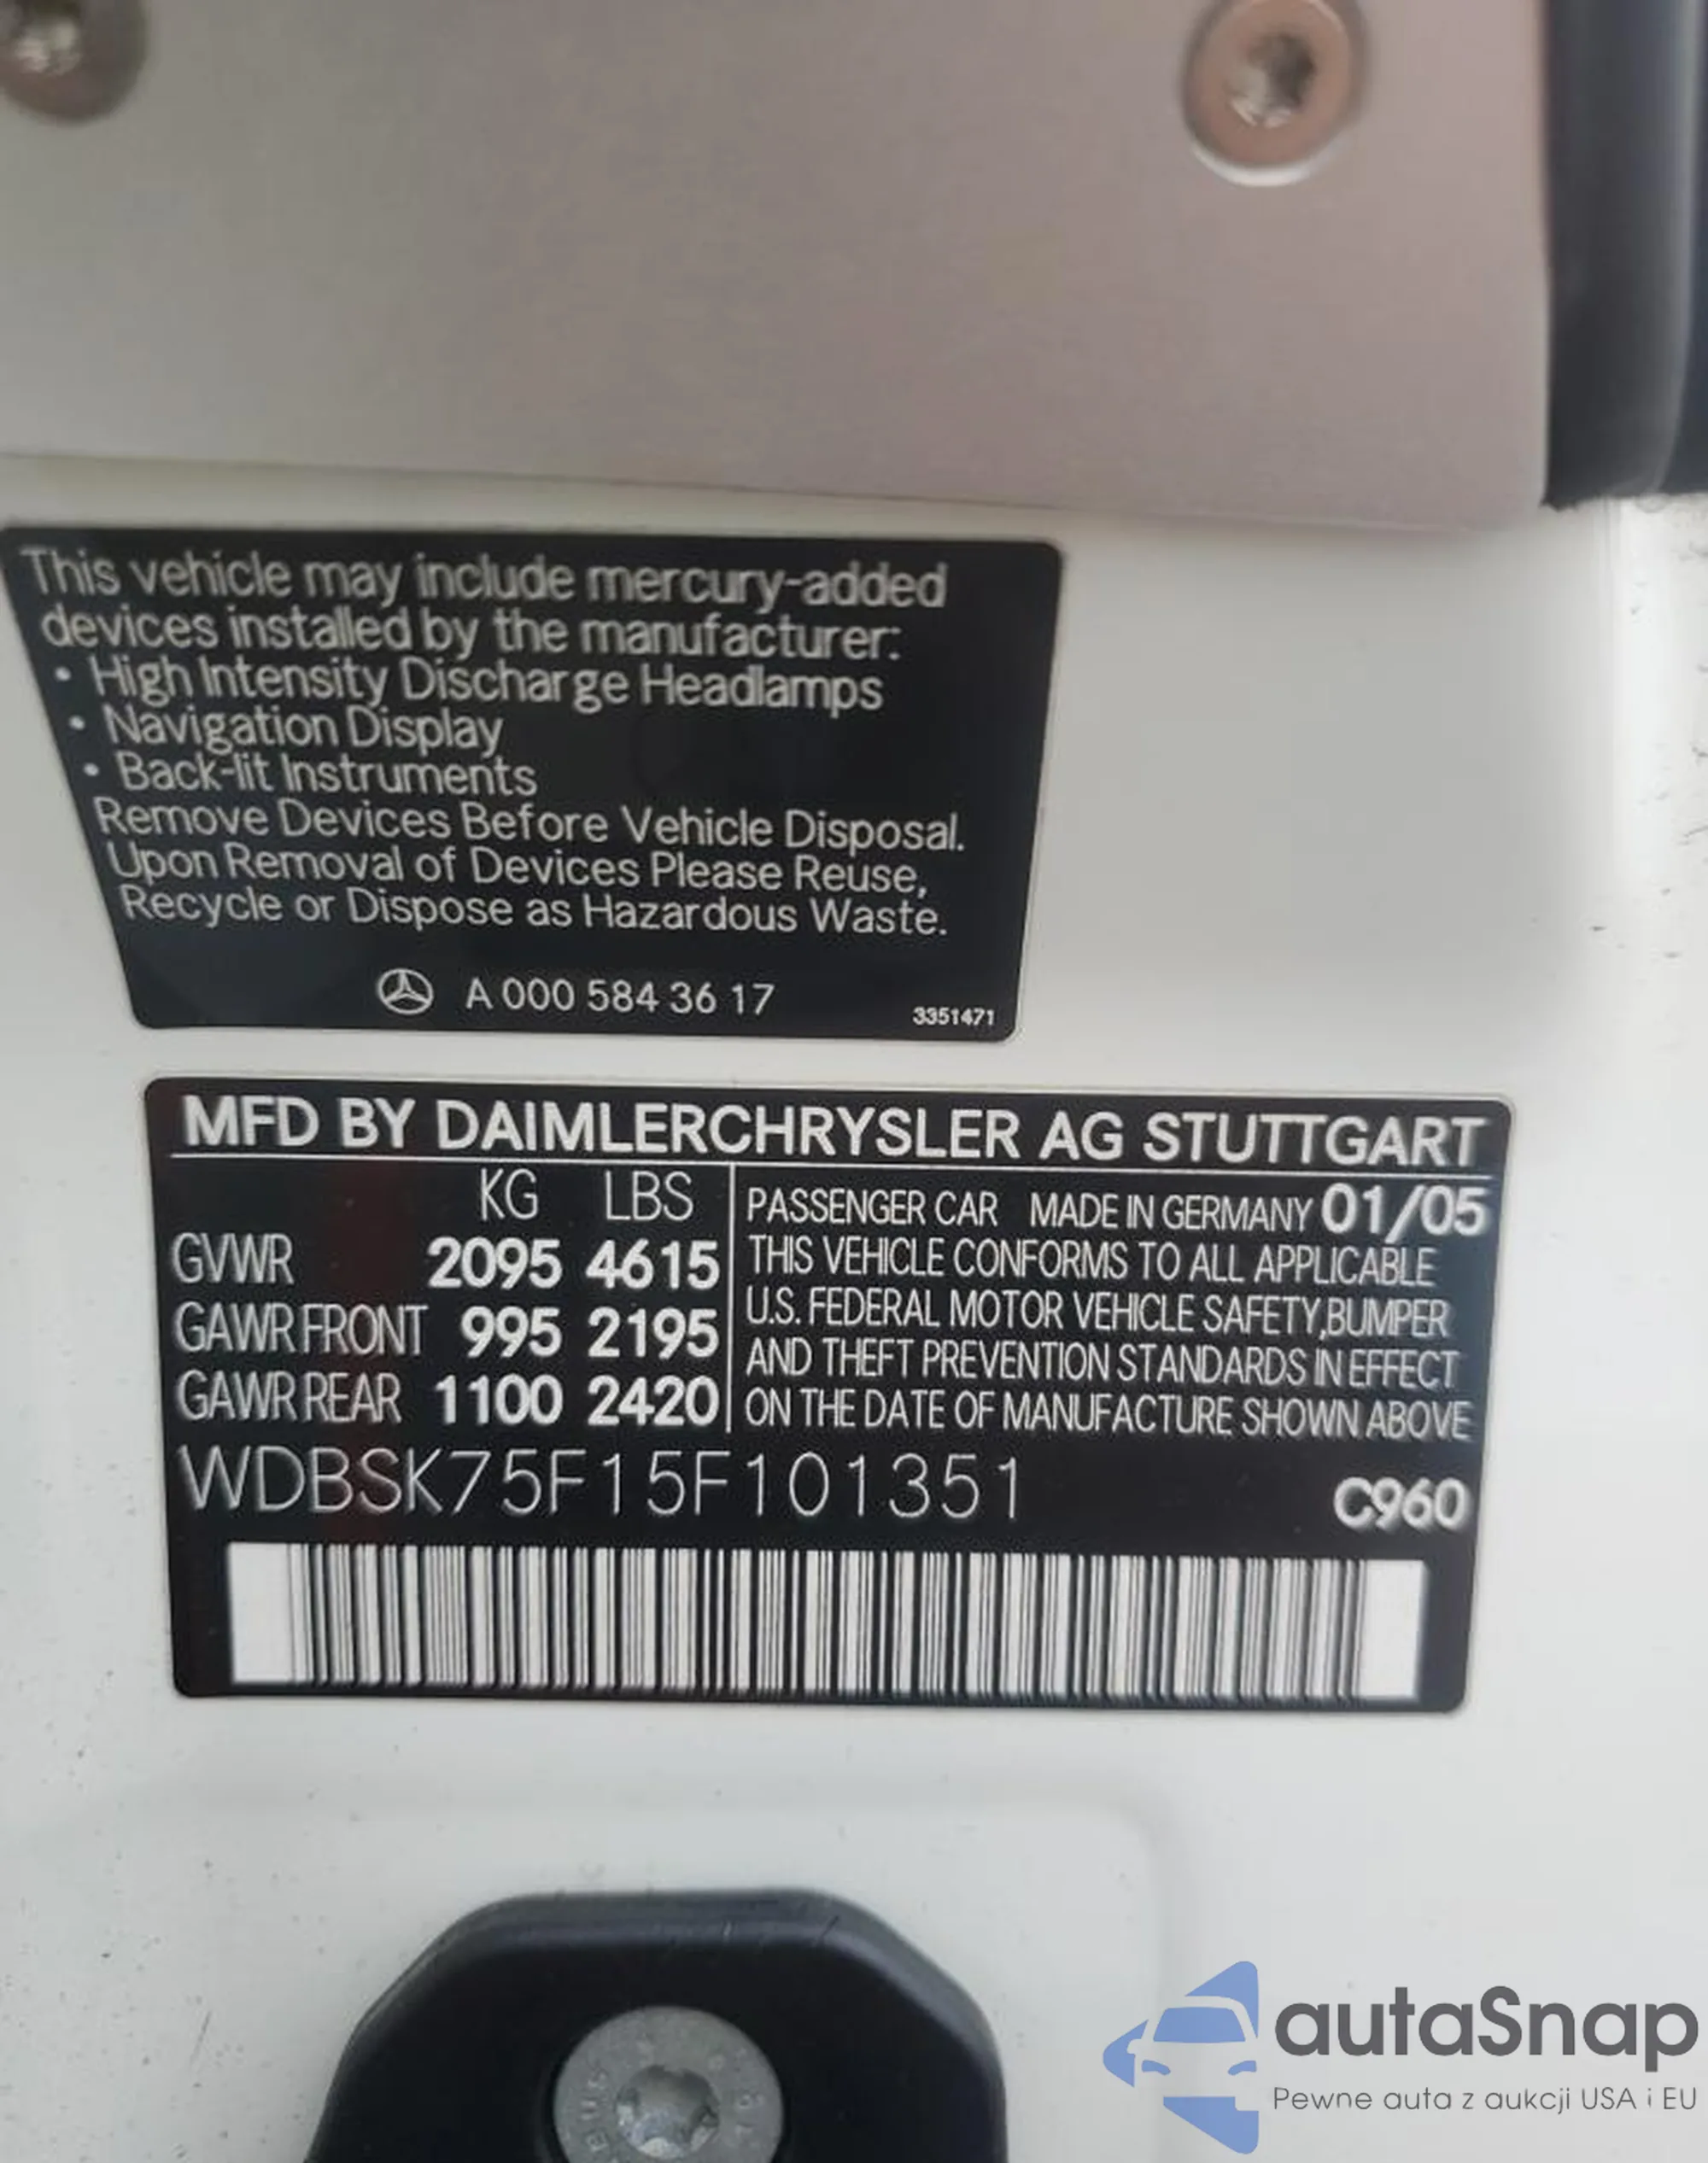 This vehicle may include mercury-added
devices installed by the manufacturer:
• High Intensity Discharge Headlamps
• Navigation Display
• Back-lit Instruments
Remove Devices Before Vehicle Disposal.
Upon Removal of Devices Please Reuse,
Recycle or Dispose as Hazardous Waste.
A 000 584 36 17
3351471
MFD BY DAIMLERCHRYSLER AG STUTTGART
KG LBS
GVWR 2095 4615
GAWR FRONT 995 2195
GAWR REAR 1100 2420
PASSENGER CAR MADE IN GERMANY 01/05
THIS VEHICLE CONFORMS TO ALL APPLICABLE
U.S. FEDERAL MOTOR VEHICLE SAFETY,BUMPER
AND THEFT PREVENTION STANDARDS IN EFFECT
ON THE DATE OF MANUFACTURE SHOWN ABOVE
WDBSK75F15F101351
C960
autaSnap
Pewne auta z aukcji USA i EU